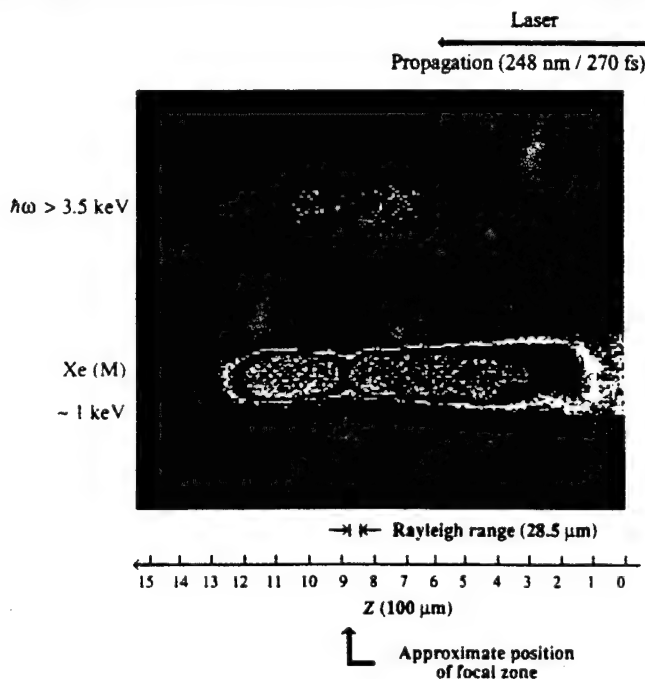 Laser
Propagation (248 nm / 270 fs)
ℏω > 3.5 keV
Xe (M)
~ 1 keV
Rayleigh range (28.5 μm)
15 14 13 12 11 10 9 8 7 6 5 4 3 2 1 0
Z (100 μm)
Approximate position
of focal zone